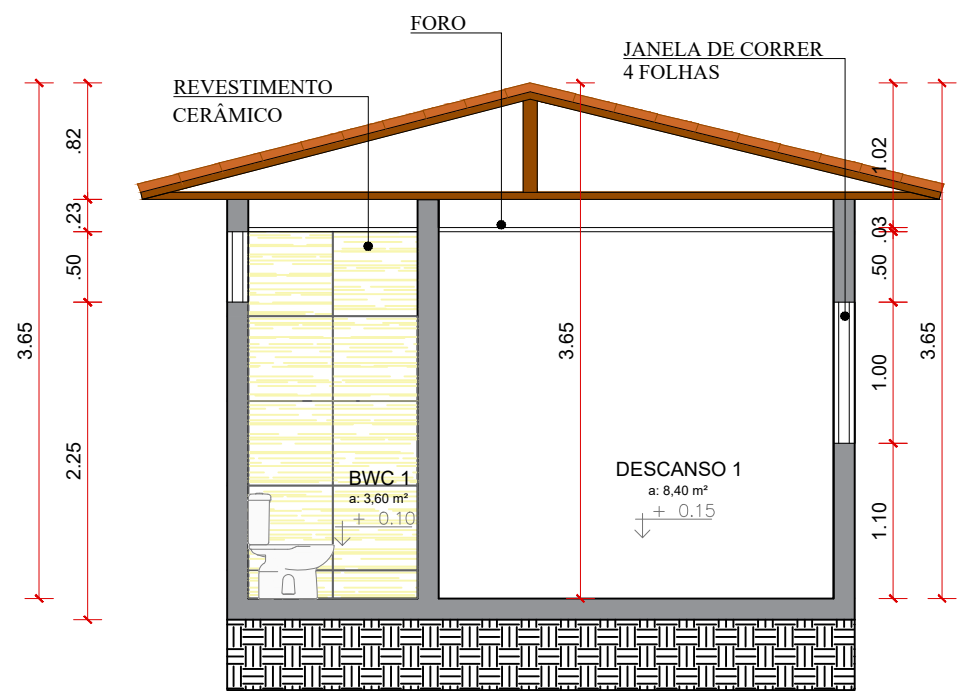 FORO
JANELA DE CORRER
4 FOLHAS
REVESTIMENTO
CERÂMICO
.82
1.02
.23
.03
.50
.50
3.65
3.65
3.65
1.00
2.25
BWC 1
a: 3,60 m²
+ 0.10
DESCANSO 1
a: 8,40 m²
+ 0.15
1.10